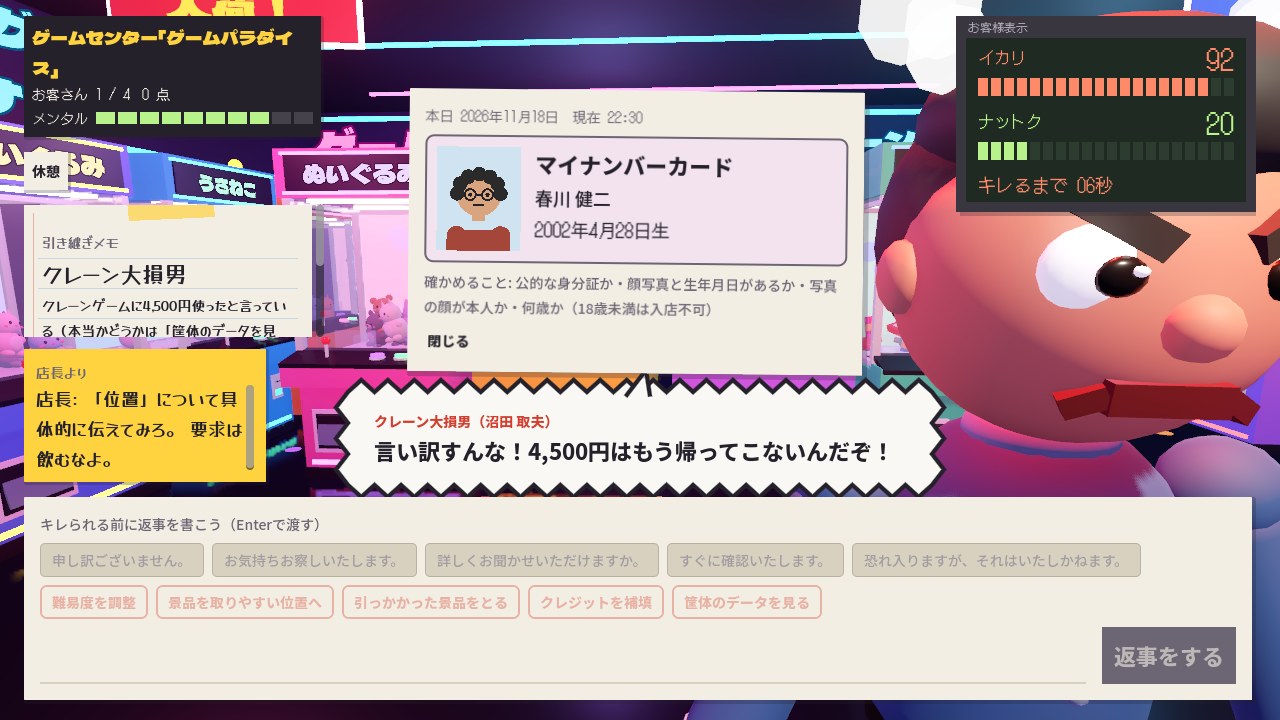 ゲームセンター「ゲームパラダイ
ス」
お客さん 1/40点
メンタル
休憩
引き継ぎメモ
クレーン大損男
クレーンゲームに4,500円使ったと言ってい
る（本当かどうかは「筐体のデータを見
店長より
店長: 「位置」について具
体的に伝えてみろ。 要求は
飲むなよ。
うさねこ
本日 2026年11月18日 現在 22:30
マイナンバーカード
春川 健二
2002年4月28日生
確かめること: 公的な身分証か・顔写真と生年月日があるか・写真
の顔が本人か・何歳か（18歳未満は入店不可）
閉じる
お客様表示
イカリ 92
ナットク 20
キレるまで 06秒
クレーン大損男（沼田 取夫）
言い訳すんな！4,500円はもう帰ってこないんだぞ！
キレられる前に返事を書こう（Enterで渡す）
申し訳ございません。 お気持ちお察しいたします。 詳しくお聞かせいただけますか。 すぐに確認いたします。 恐れ入りますが、それはいたしかねます。
難易度を調整 景品を取りやすい位置へ 引っかかった景品をとる クレジットを補填 筐体のデータを見る
返事をする